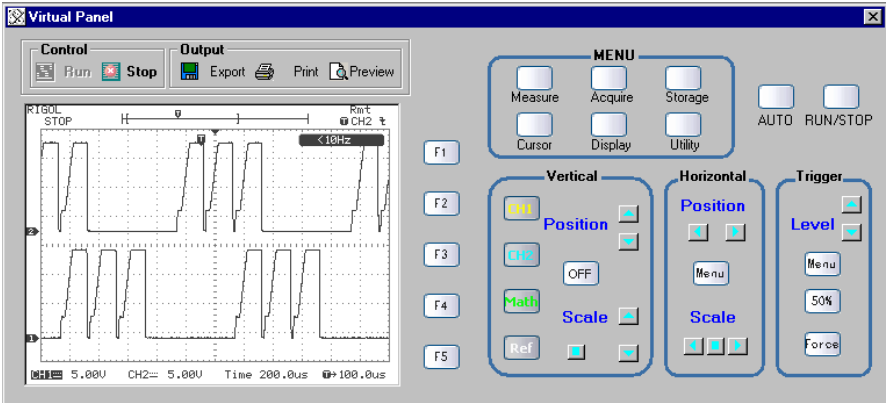 Virtual Panel
Control
Run Stop
Output
Export Print Preview
RIGOL
STOP
Rmt
CH2
<10Hz
T
2
1
CH1 5.00V CH2 5.00V Time 200.0us T→100.0us
F1
F2
F3
F4
F5
MENU
Measure Acquire Storage
Cursor Display Utility
AUTO RUN/STOP
Vertical
CH1
CH2
Math
Ref
Position
OFF
Scale
Horizontal
Position
Menu
Scale
Trigger
Level
Menu
50%
Force